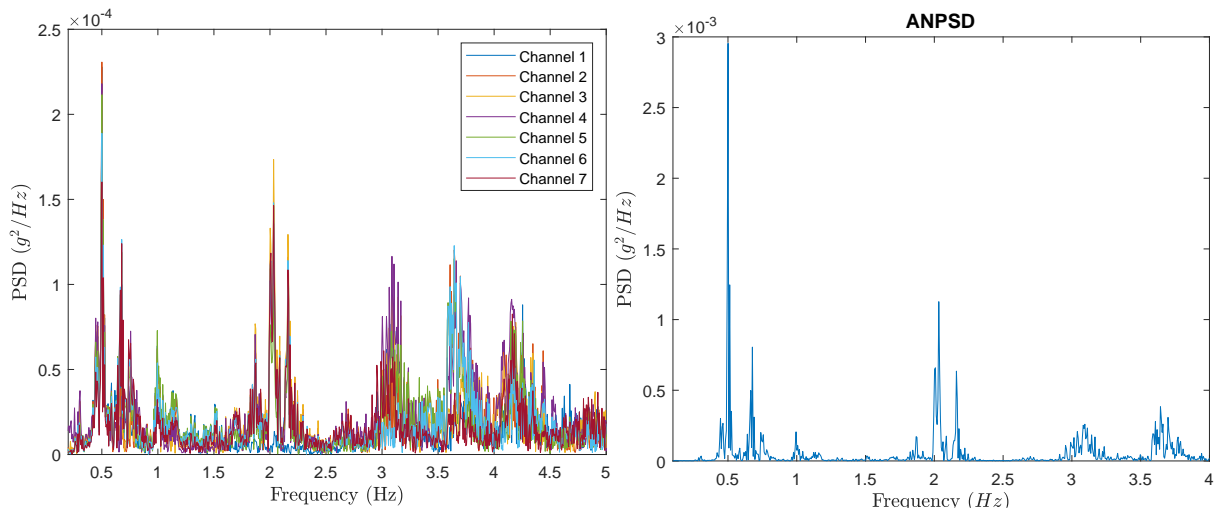 ×10⁻⁴
2.5
2
1.5
1
0.5
0
PSD (g²/Hz)
0.5 1 1.5 2 2.5 3 3.5 4 4.5 5
Frequency (Hz)
Channel 1
Channel 2
Channel 3
Channel 4
Channel 5
Channel 6
Channel 7
ANPSD
×10⁻³
3
2.5
2
1.5
1
0.5
0
PSD (g²/Hz)
0.5 1 1.5 2 2.5 3 3.5 4
Frequency (Hz)